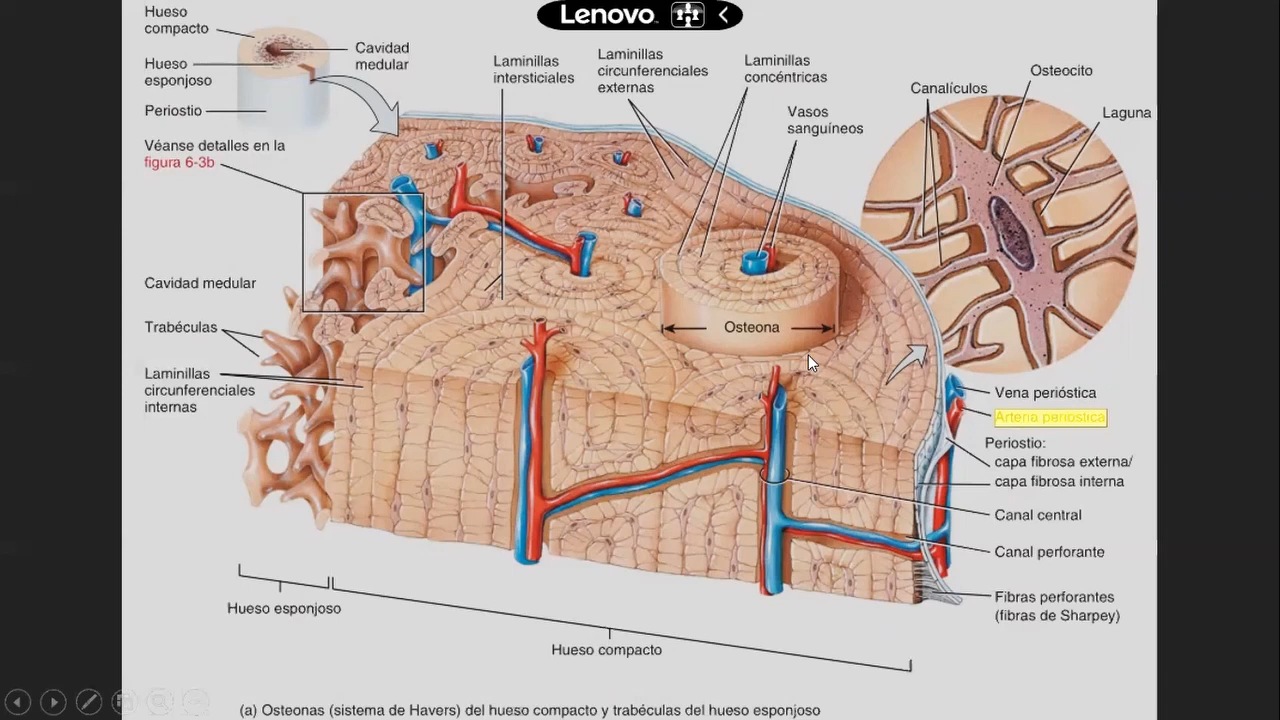 Lenovo
Hueso
compacto
Cavidad
medular
Hueso
esponjoso
Periostio
Véanse detalles en la
figura 6-3b
Laminillas
intersticiales
Laminillas
circunferenciales
externas
Laminillas
concéntricas
Vasos
sanguíneos
Canalículos
Osteocito
Laguna
Cavidad medular
Trabéculas
Laminillas
circunferenciales
internas
Osteona
Vena perióstica
Arteria perióstica
Periostio:
capa fibrosa externa/
capa fibrosa interna
Canal central
Canal perforante
Fibras perforantes
(fibras de Sharpey)
Hueso esponjoso
Hueso compacto
(a) Osteonas (sistema de Havers) del hueso compacto y trabéculas del hueso esponjoso